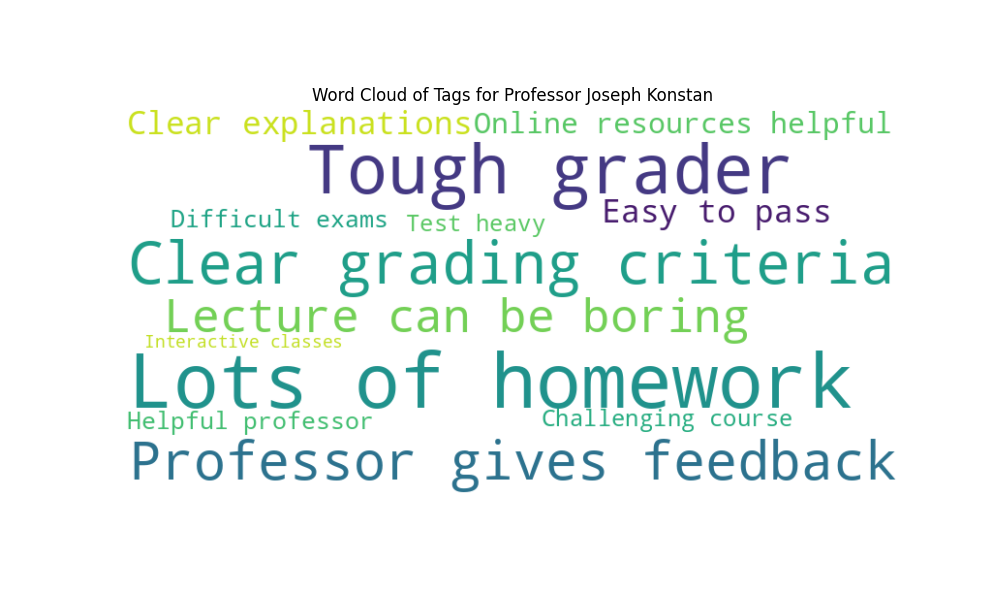 Word Cloud of Tags for Professor Joseph Konstan
Clear explanations
Online resources helpful
Tough grader
Easy to pass
Difficult exams
Test heavy
Clear grading criteria
Lecture can be boring
Interactive classes
Lots of homework
Helpful professor
Challenging course
Professor gives feedback